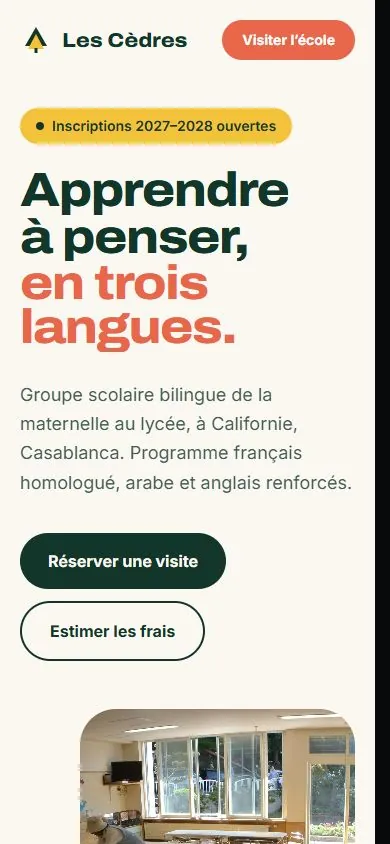 Les Cèdres
Visiter l’école
Inscriptions 2027–2028 ouvertes
Apprendre
à penser,
en trois
langues.
Groupe scolaire bilingue de la
maternelle au lycée, à Californie,
Casablanca. Programme français
homologué, arabe et anglais renforcés.
Réserver une visite
Estimer les frais